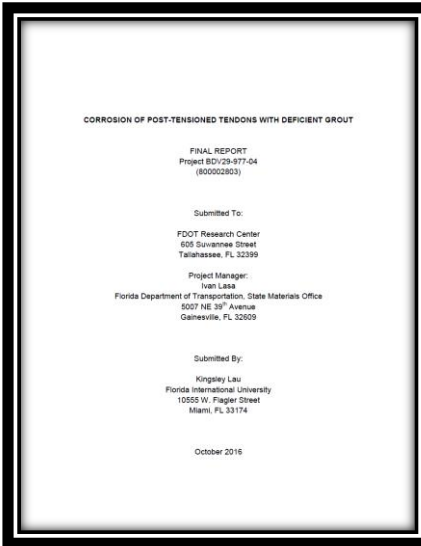 CORROSION OF POST-TENSIONED TENDONS WITH DEFICIENT GROUT
FINAL REPORT
Project BDV29-977-04
(800002803)
Submitted To:
FDOT Research Center
605 Suwannee Street
Tallahassee, FL 32399
Project Manager:
Ivan Lasa
Florida Department of Transportation, State Materials Office
5007 NE 39th Avenue
Gainesville, FL 32609
Submitted By:
Kingsley Lau
Florida International University
10555 W. Flagler Street
Miami, FL 33174
October 2016